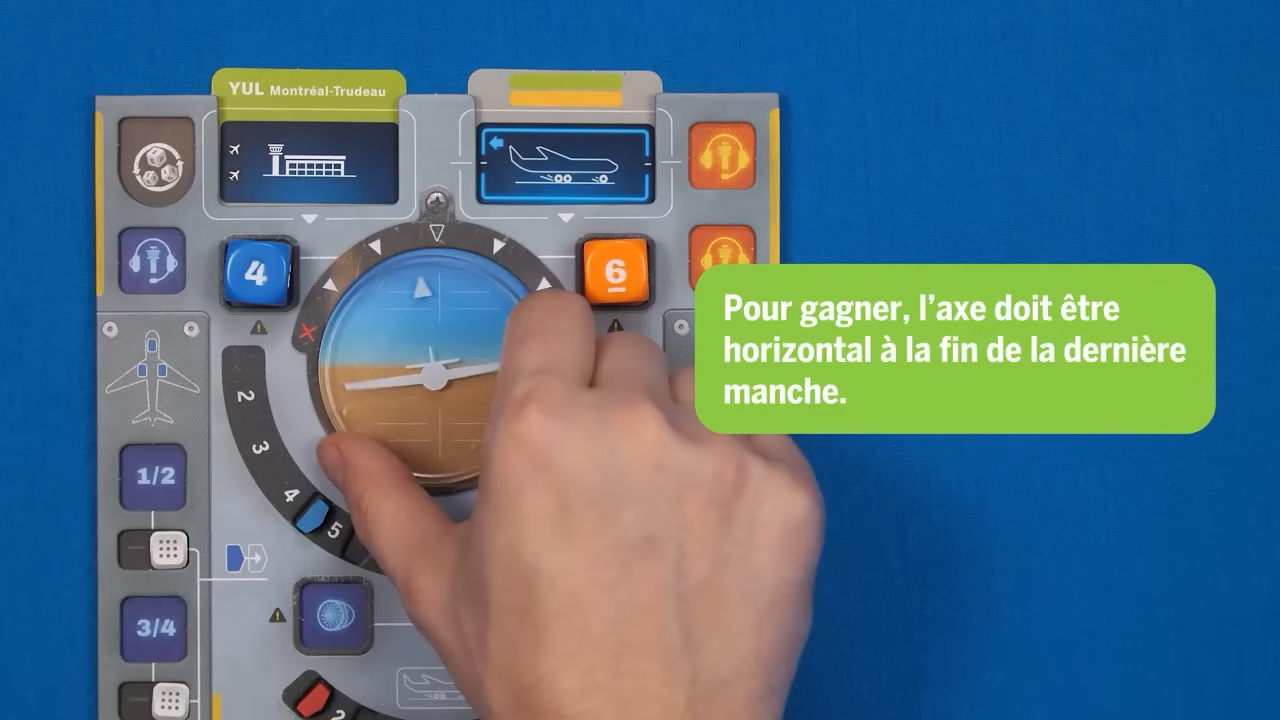 YUL Montréal-Trudeau
4
6
Pour gagner, l'axe doit être
horizontal à la fin de la dernière
manche.
2
3
4
5
1/2
3/4
2